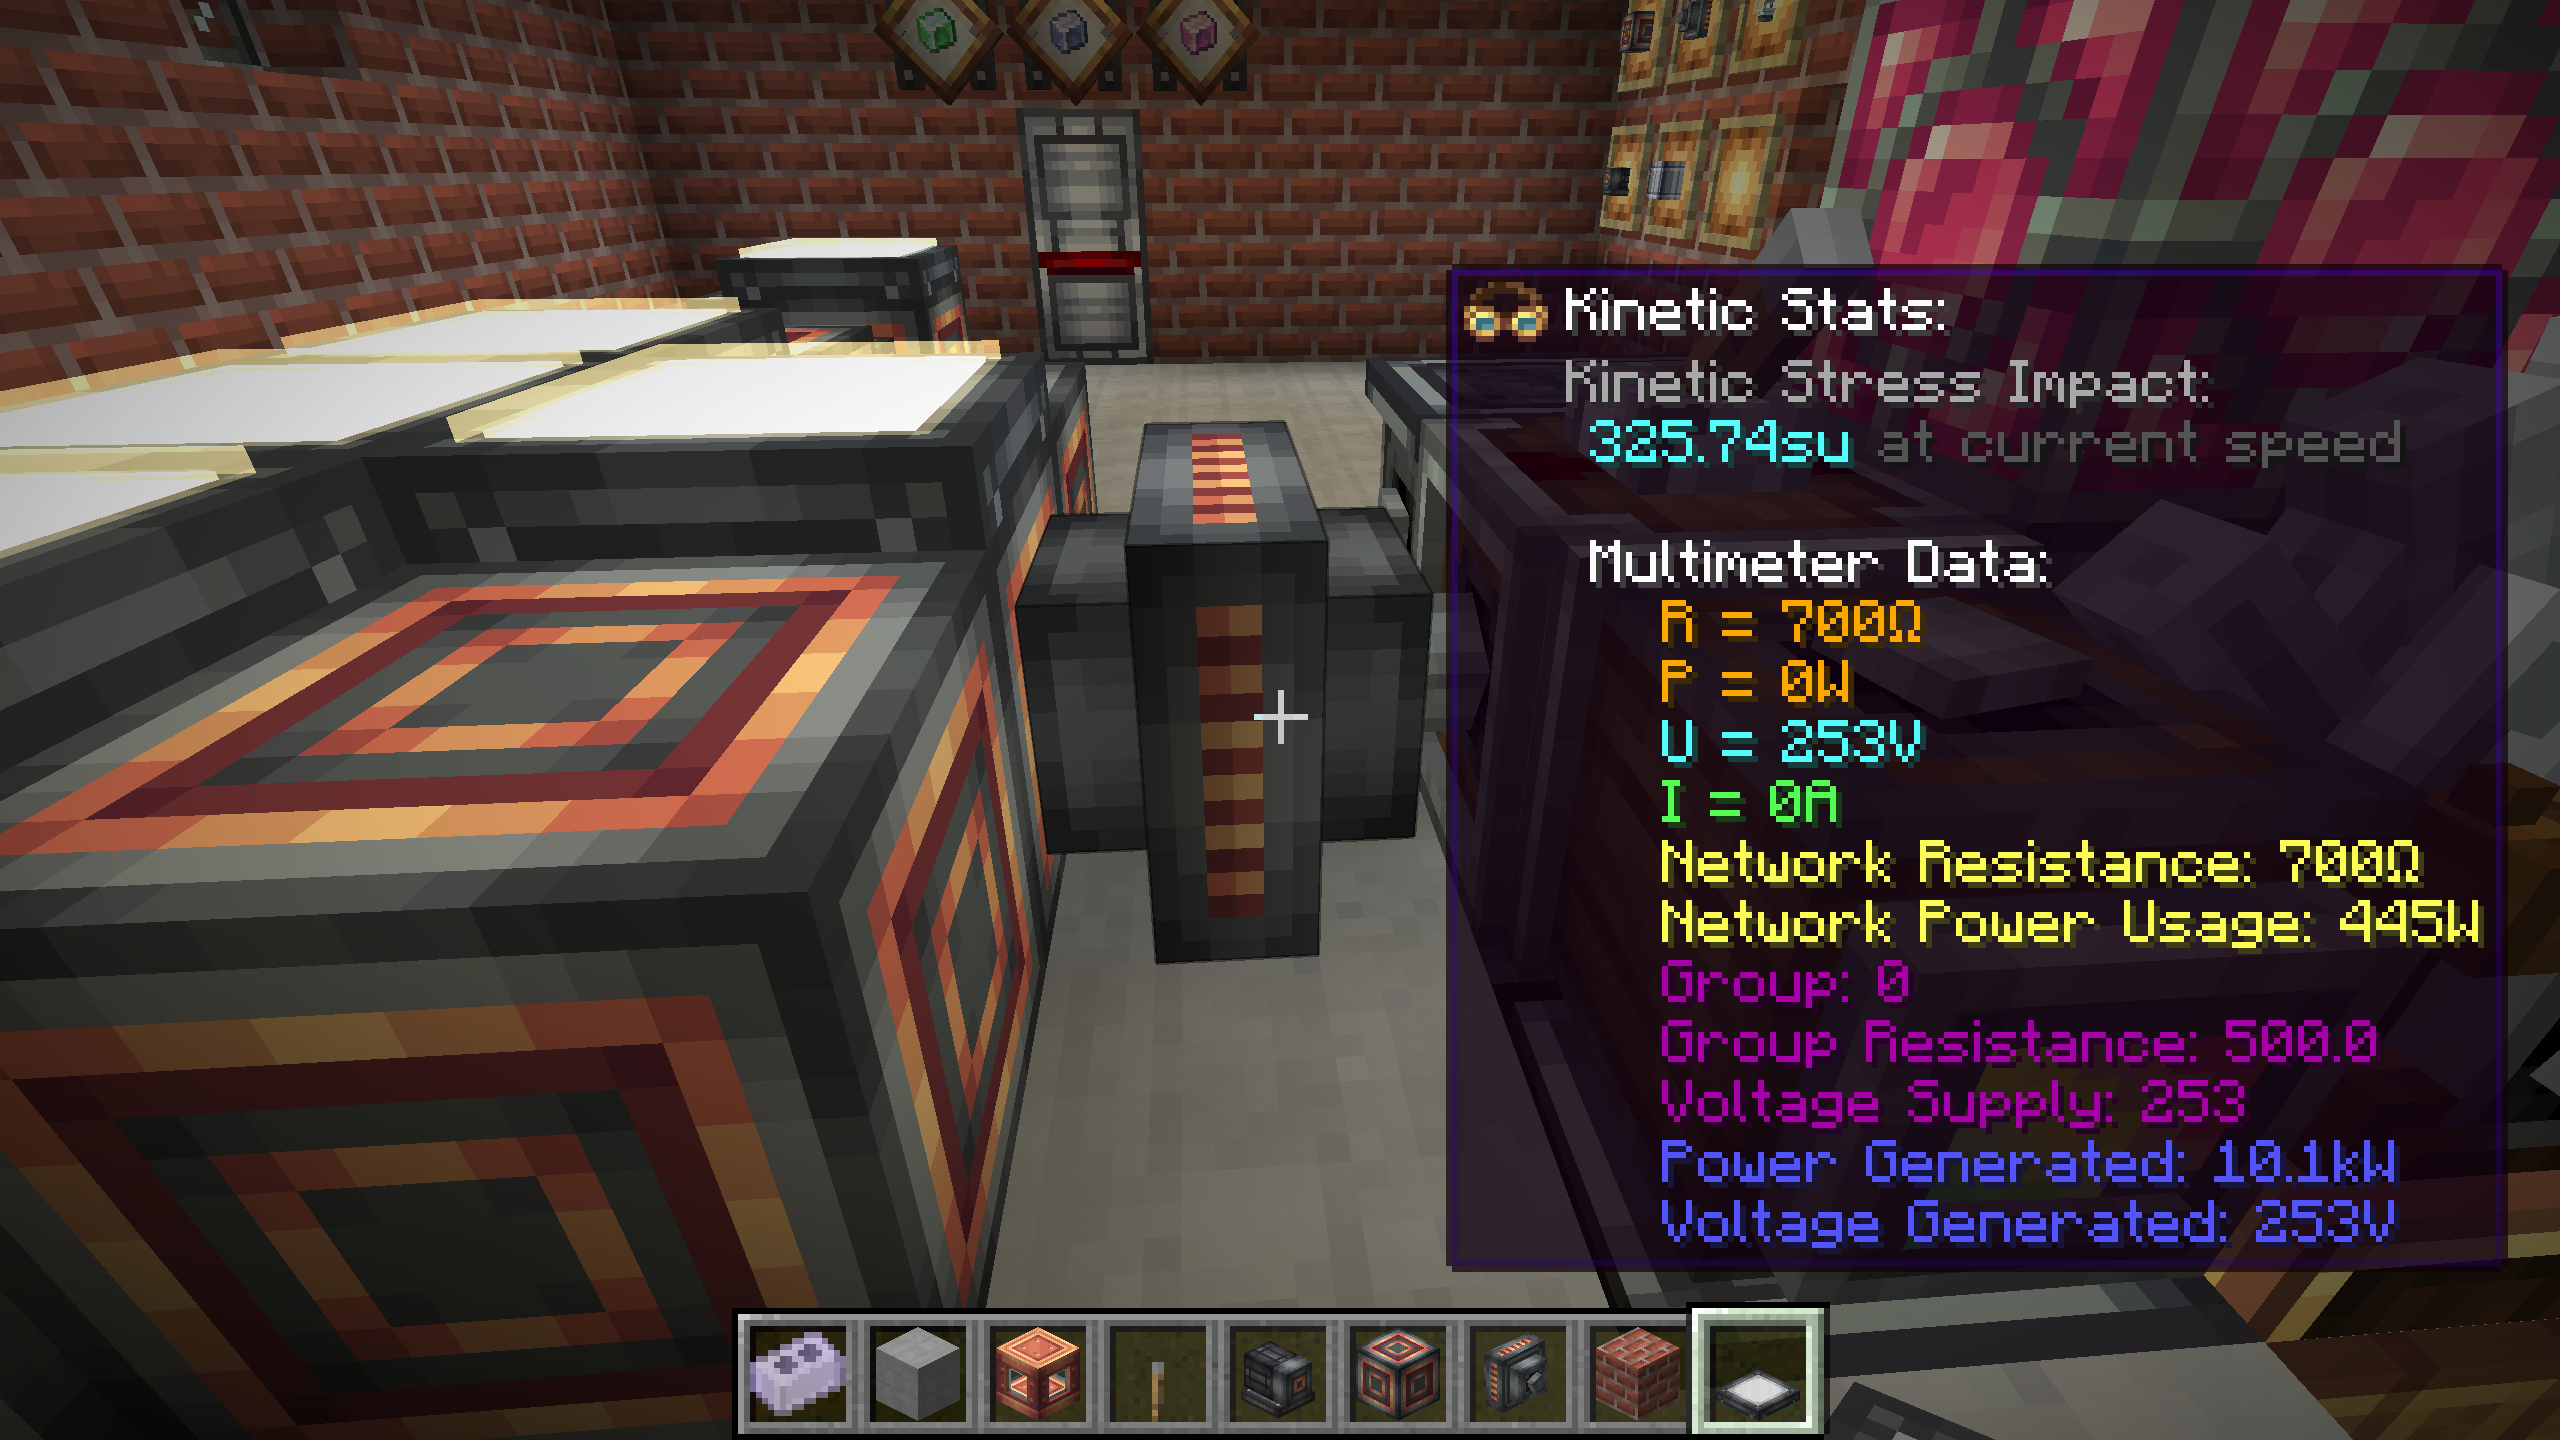 Kinetic Stats:
Kinetic Stress Impact:
325.74su at current speed
Multimeter Data:
R = 700Ω
P = 0W
U = 253V
I = 0A
Network Resistance: 700Ω
Network Power Usage: 445W
Group: 0
Group Resistance: 500.0
Voltage Supply: 253
Power Generated: 10.1kW
Voltage Generated: 253V